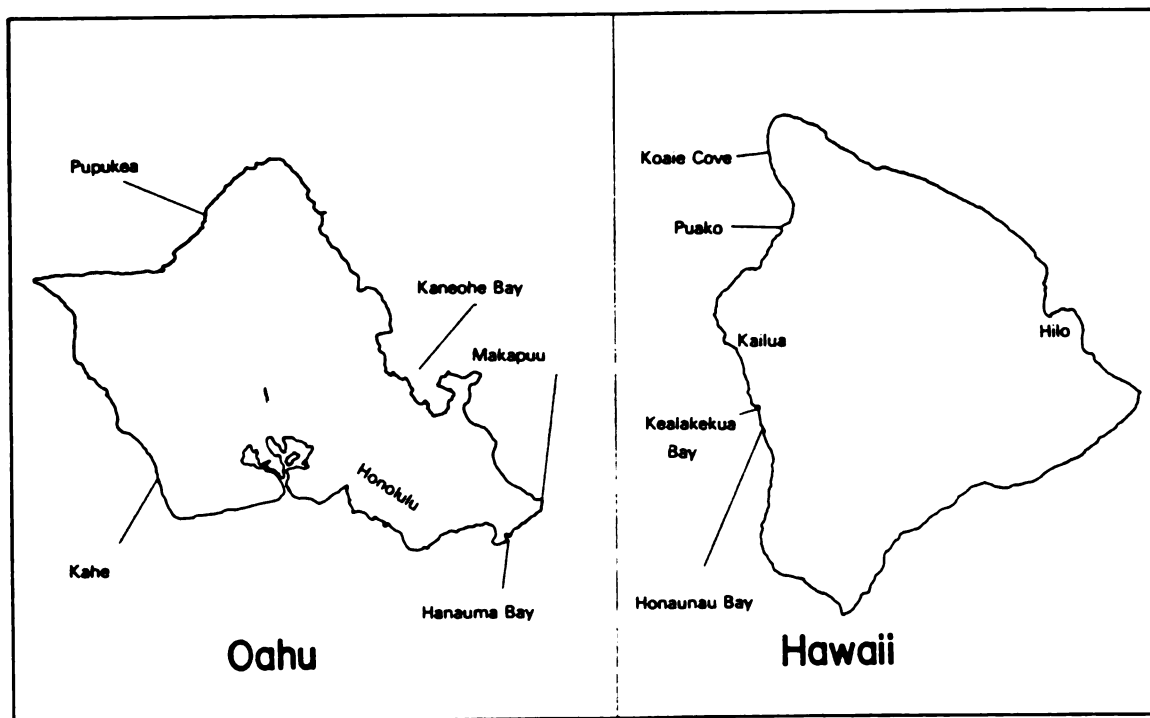 Pupukea
Kaneohe Bay
Makapuu
Honolulu
Kahe
Hanauma Bay
Oahu
Koaie Cove
Puako
Kailua
Hilo
Kealakekua
Bay
Honaunau Bay
Hawaii